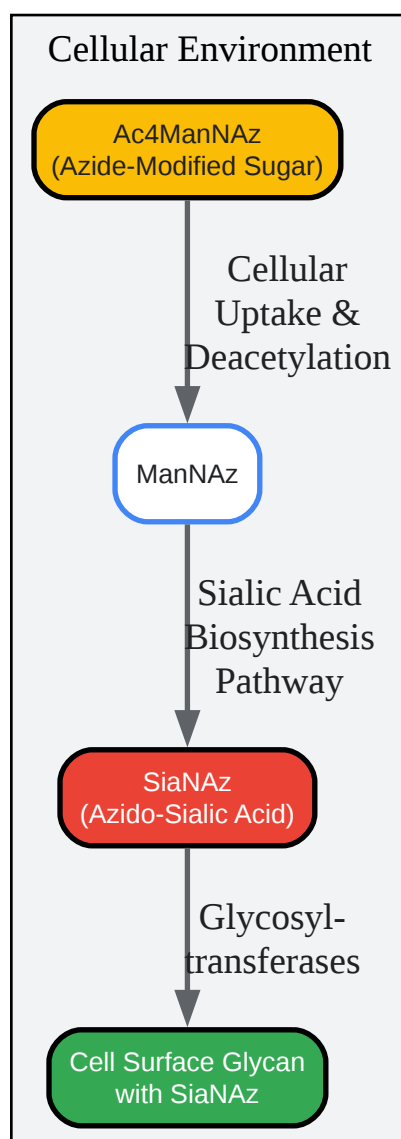 Cellular Environment
Ac4ManNAz
(Azide-Modified Sugar)
Cellular
Uptake &
Deacetylation
ManNAz
Sialic Acid
Biosynthesis
Pathway
SiaNAz
(Azido-Sialic Acid)
Glycosyl-
transferases
Cell Surface Glycan
with SiaNAz